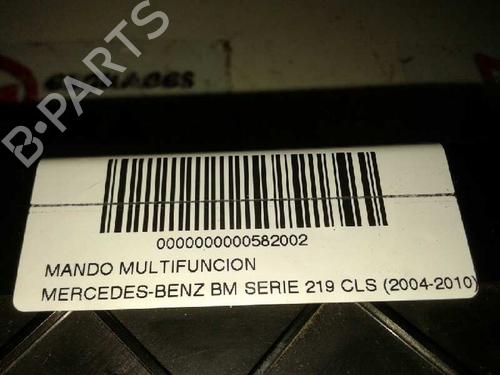 B-PARTS
0000000000582002
MANDO MULTIFUNCION
MERCEDES-BENZ BM SERIE 219 CLS (2004-2010)